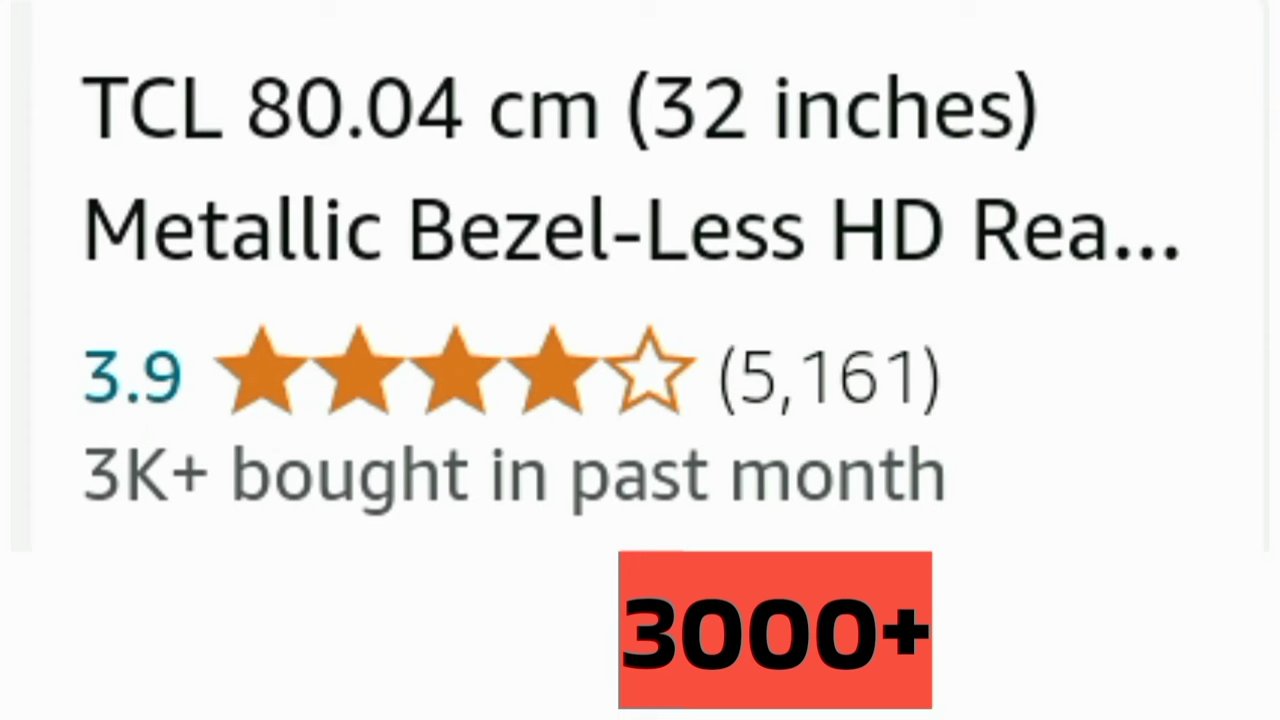 TCL 80.04 cm (32 inches)
Metallic Bezel-Less HD Rea...
3.9 (5,161)
3K+ bought in past month
3000+